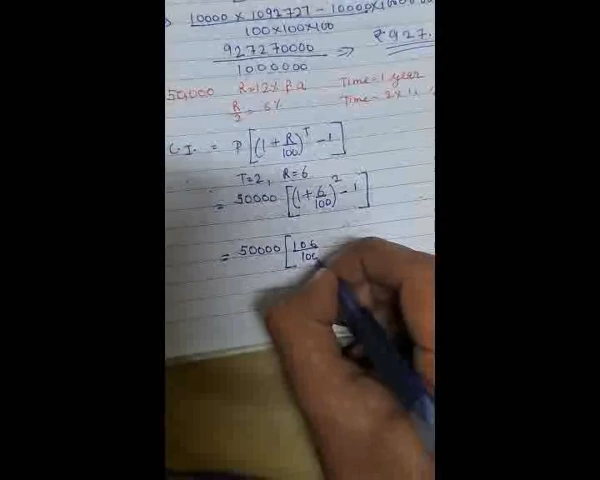 10000 × 1092727 - 10000 ×
100×100×100
927270000 ⇒ ₹927.
1000000
50,000 R=12% p.a Time=1 year
R/2 = 6% Time=2×1
C.I. = P[(1+R/100)^T -1]
T=2, R=6
= 50000 [(1+6/100)^2 -1]
= 50000 [106/100